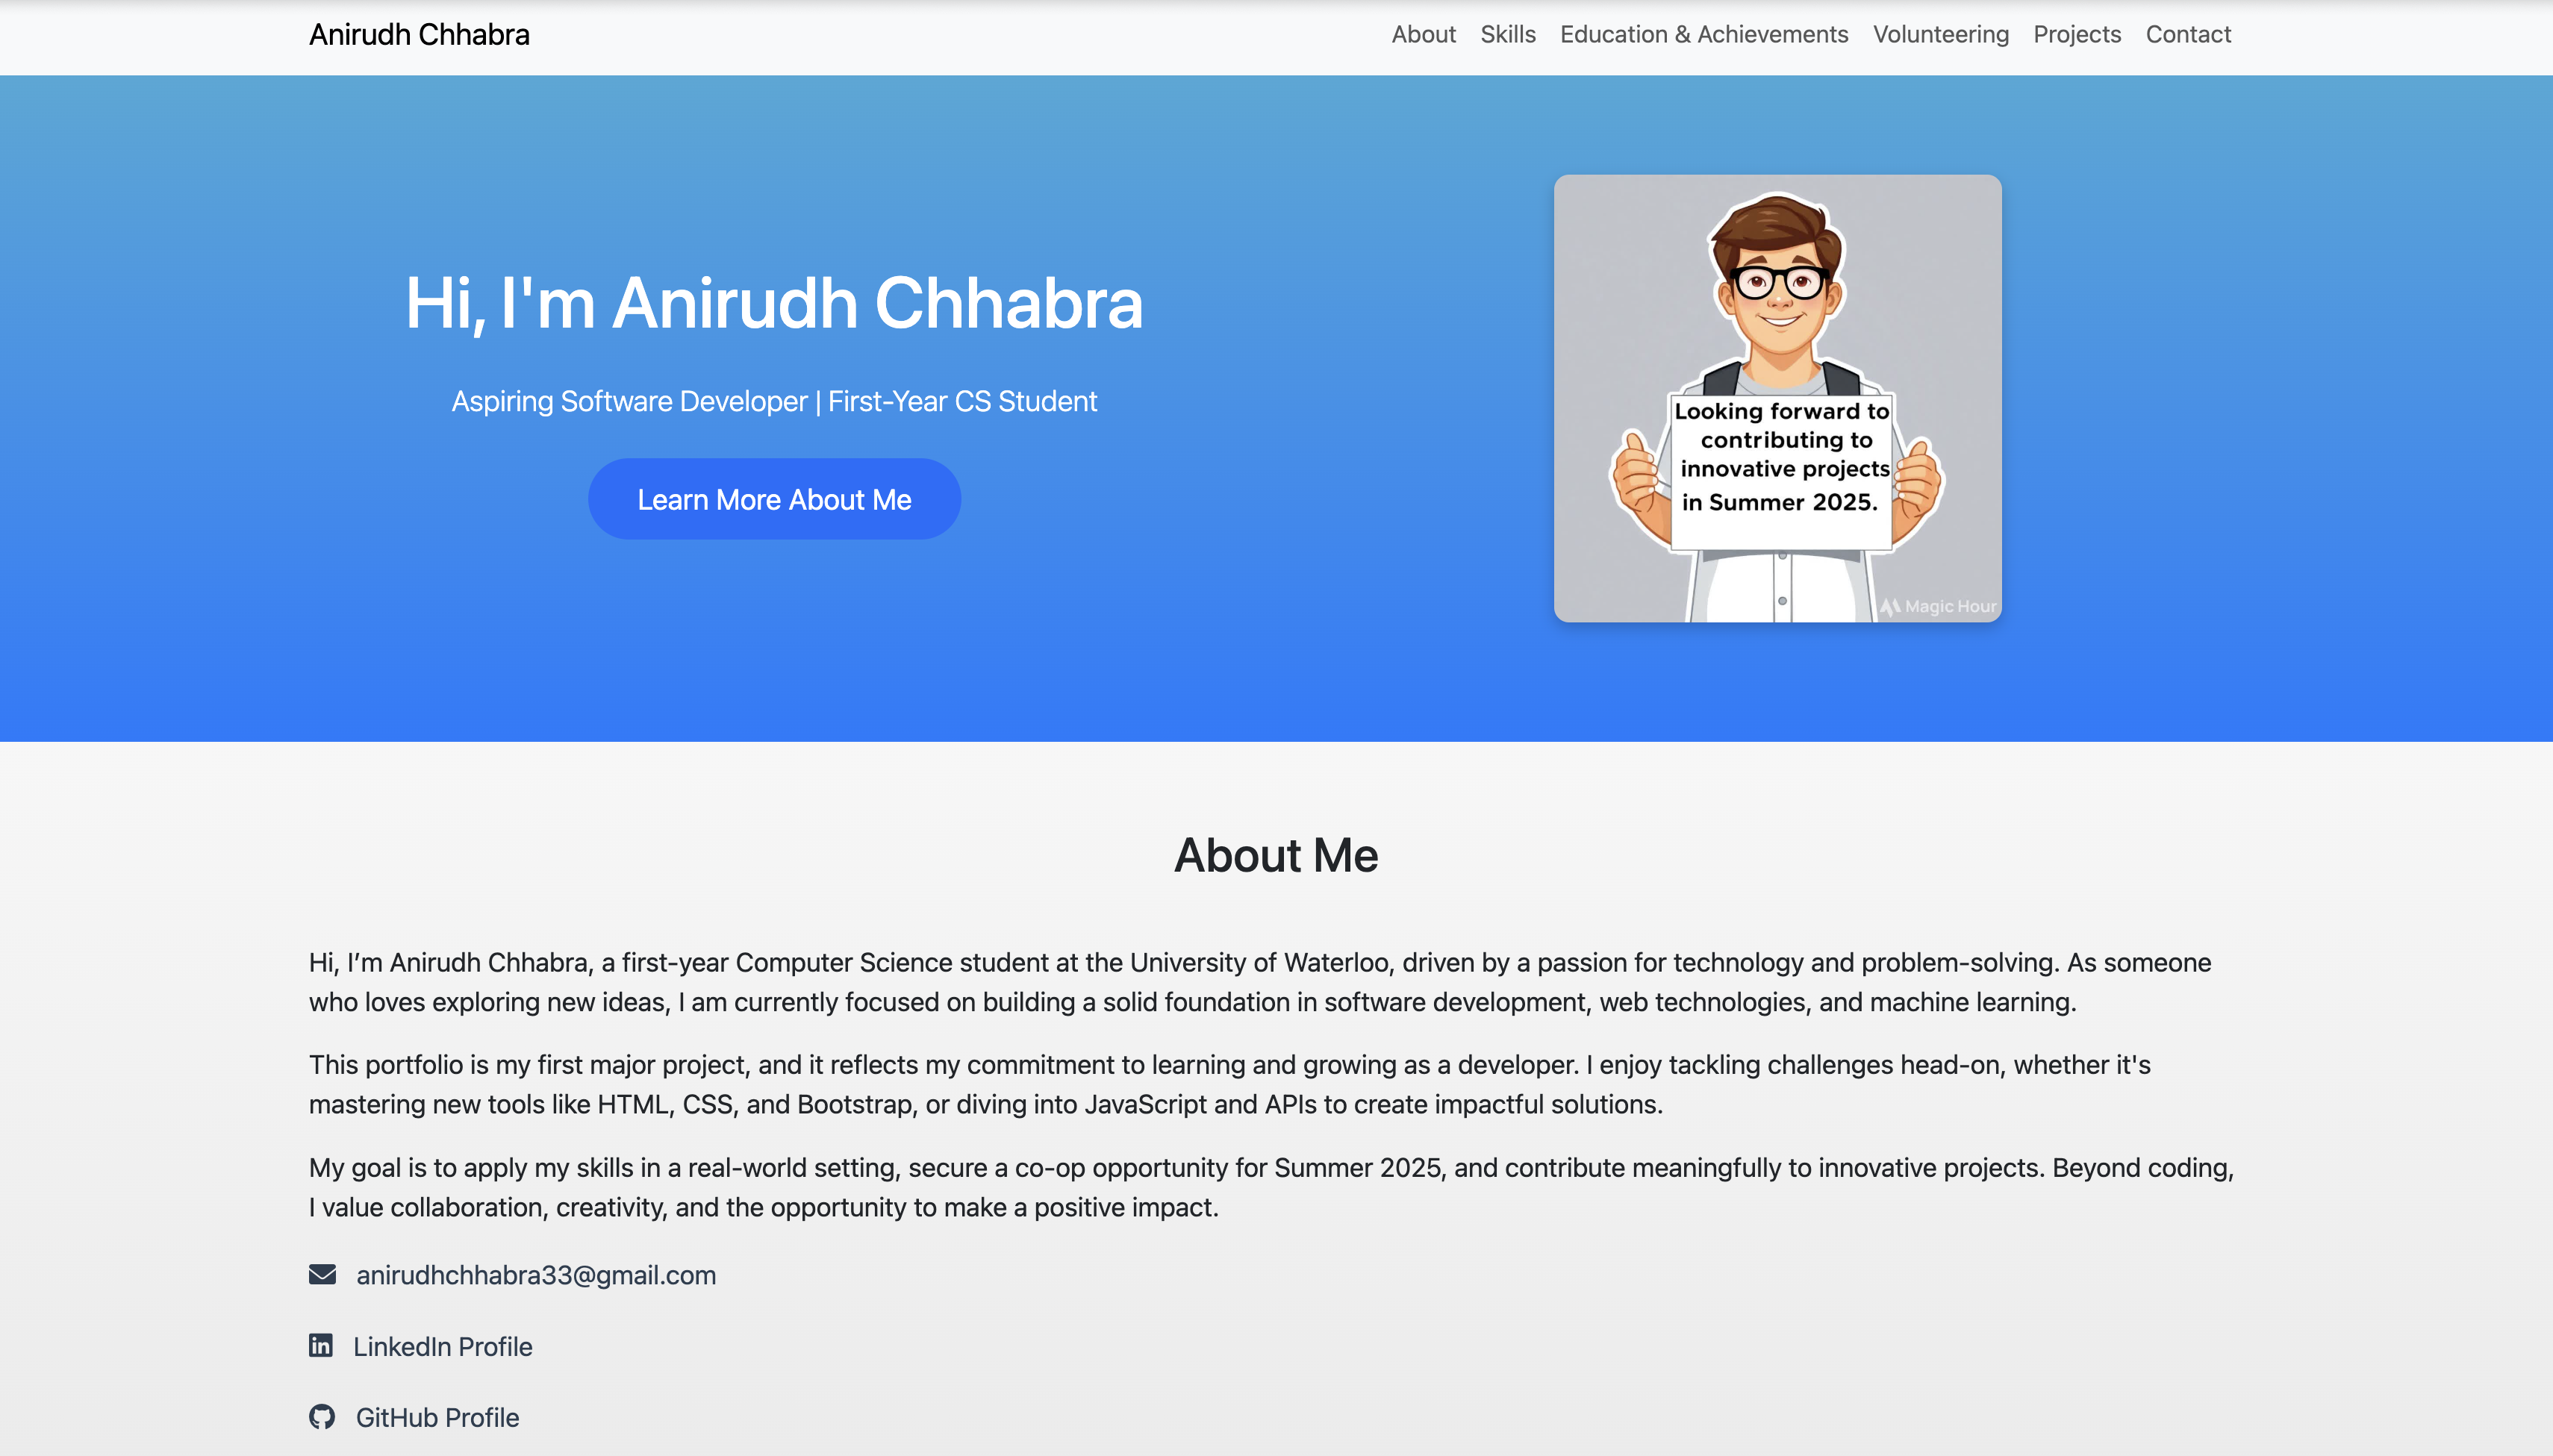 Anirudh Chhabra
About Skills Education & Achievements Volunteering Projects Contact
Hi, I'm Anirudh Chhabra
Aspiring Software Developer | First-Year CS Student
Learn More About Me
Looking forward to
contributing to
innovative projects
in Summer 2025.
Magic Hour
About Me
Hi, I’m Anirudh Chhabra, a first-year Computer Science student at the University of Waterloo, driven by a passion for technology and problem-solving. As someone
who loves exploring new ideas, I am currently focused on building a solid foundation in software development, web technologies, and machine learning.
This portfolio is my first major project, and it reflects my commitment to learning and growing as a developer. I enjoy tackling challenges head-on, whether it's
mastering new tools like HTML, CSS, and Bootstrap, or diving into JavaScript and APIs to create impactful solutions.
My goal is to apply my skills in a real-world setting, secure a co-op opportunity for Summer 2025, and contribute meaningfully to innovative projects. Beyond coding,
I value collaboration, creativity, and the opportunity to make a positive impact.
anirudhchhabra33@gmail.com
LinkedIn Profile
GitHub Profile